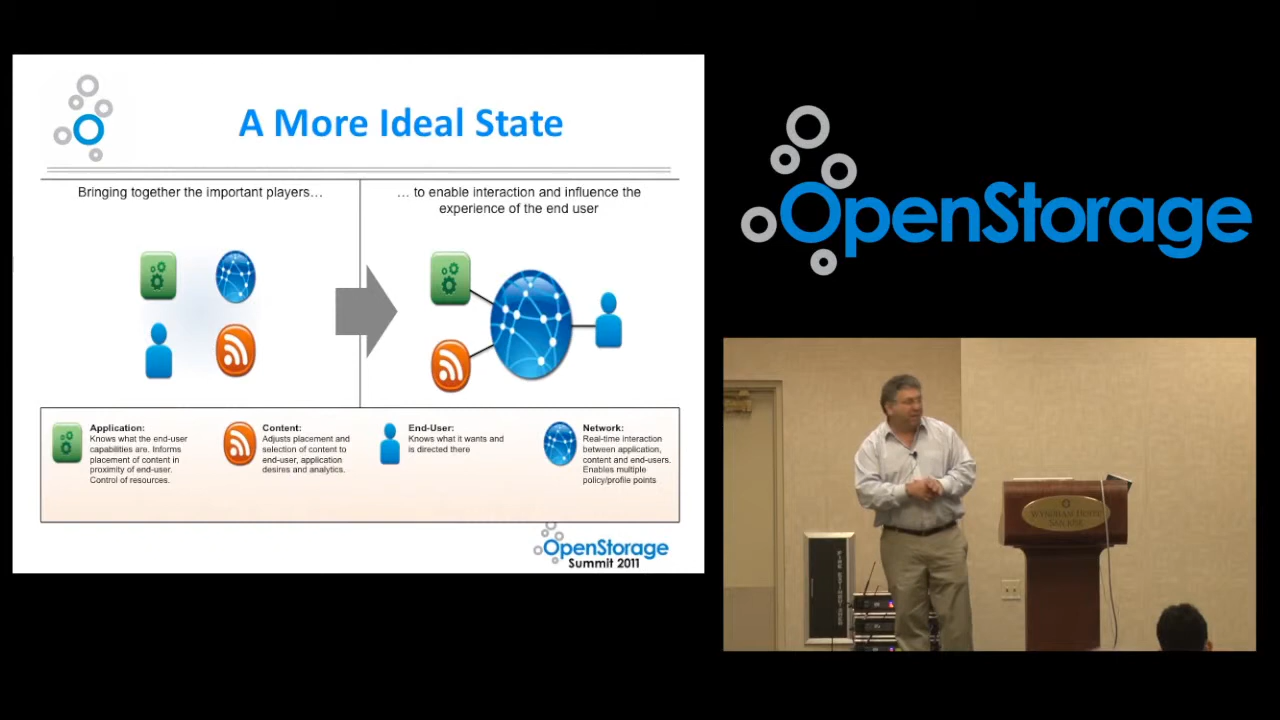 A More Ideal State
Bringing together the important players…
… to enable interaction and influence the
experience of the end user
Application:
Knows what the end-user
capabilities are. Informs
placement of content in
proximity of end-user.
Control of resources.
Content:
Adjusts placement and
selection of content to
end-user, application
desires and analytics.
End-User:
Knows what it wants and
is directed there
Network:
Real-time interaction
between application,
content and end-users.
Enables multiple
policy/profile points
OpenStorage
Summit 2011
OpenStorage
WYNDHAM HOTEL
SAN JOSE